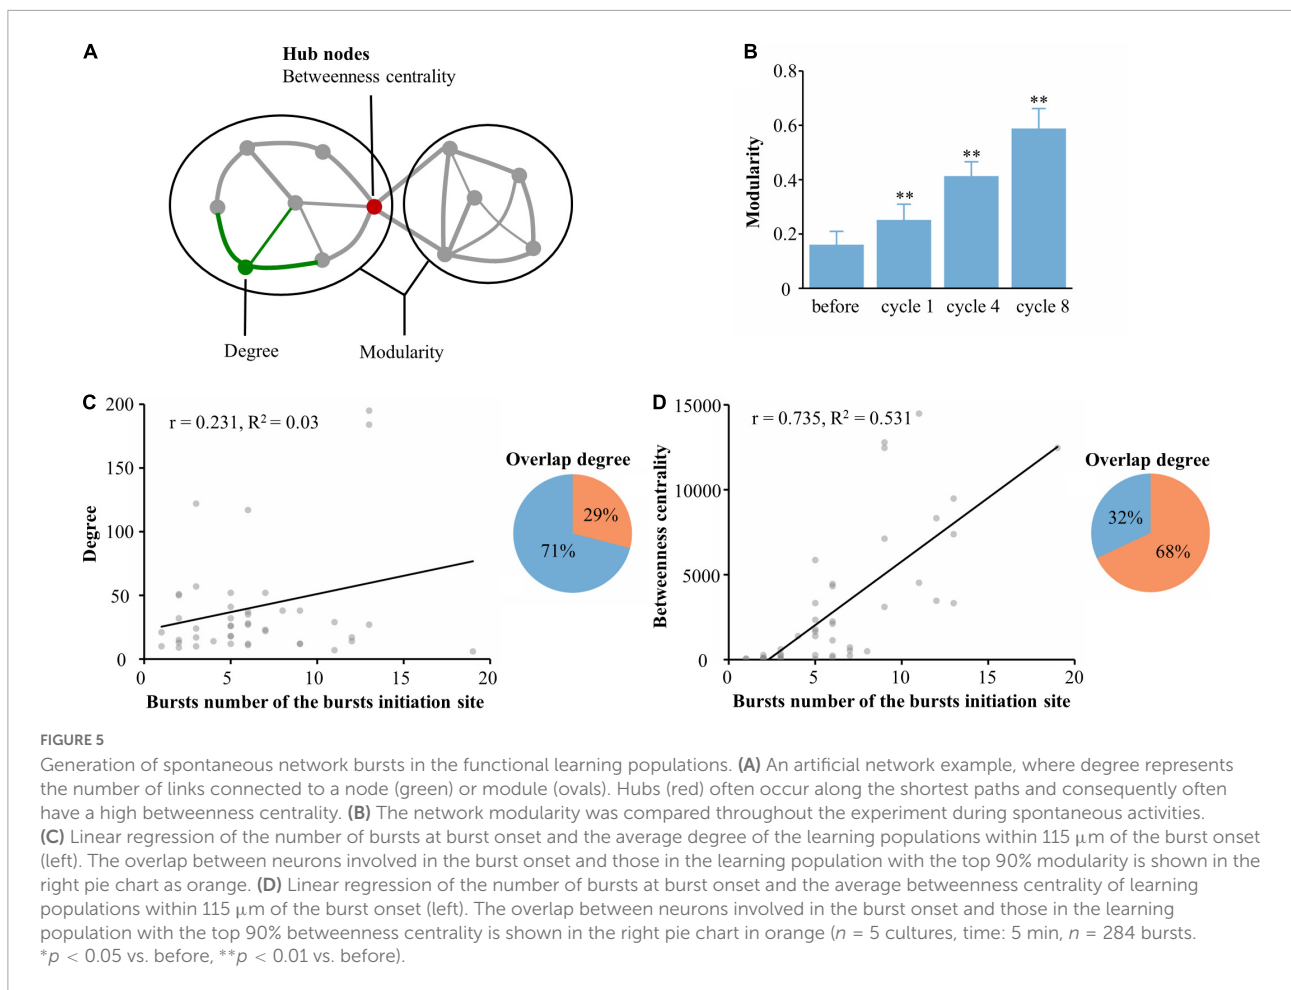 A
Hub nodes
Betweenness centrality
Degree
Modularity
B
Modularity
0.8
0.6
0.4
0.2
0
**
**
**
before
cycle 1
cycle 4
cycle 8
C
Degree
200
150
100
50
0
r = 0.231, R² = 0.03
0
5
10
15
20
Bursts number of the bursts initiation site
Overlap degree
29%
71%
D
Betweenness centrality
15000
10000
5000
0
r = 0.735, R² = 0.531
0
5
10
15
20
Bursts number of the bursts initiation site
Overlap degree
32%
68%
FIGURE 5
Generation of spontaneous network bursts in the functional learning populations. (A) An artificial network example, where degree represents
the number of links connected to a node (green) or module (ovals). Hubs (red) often occur along the shortest paths and consequently often
have a high betweenness centrality. (B) The network modularity was compared throughout the experiment during spontaneous activities.
(C) Linear regression of the number of bursts at burst onset and the average degree of the learning populations within 115 μm of the burst onset
(left). The overlap between neurons involved in the burst onset and those in the learning population with the top 90% modularity is shown in the
right pie chart as orange. (D) Linear regression of the number of bursts at burst onset and the average betweenness centrality of learning
populations within 115 μm of the burst onset (left). The overlap between neurons involved in the burst onset and those in the learning
population with the top 90% betweenness centrality is shown in the right pie chart in orange (n = 5 cultures, time: 5 min, n = 284 bursts.
*p < 0.05 vs. before, **p < 0.01 vs. before).